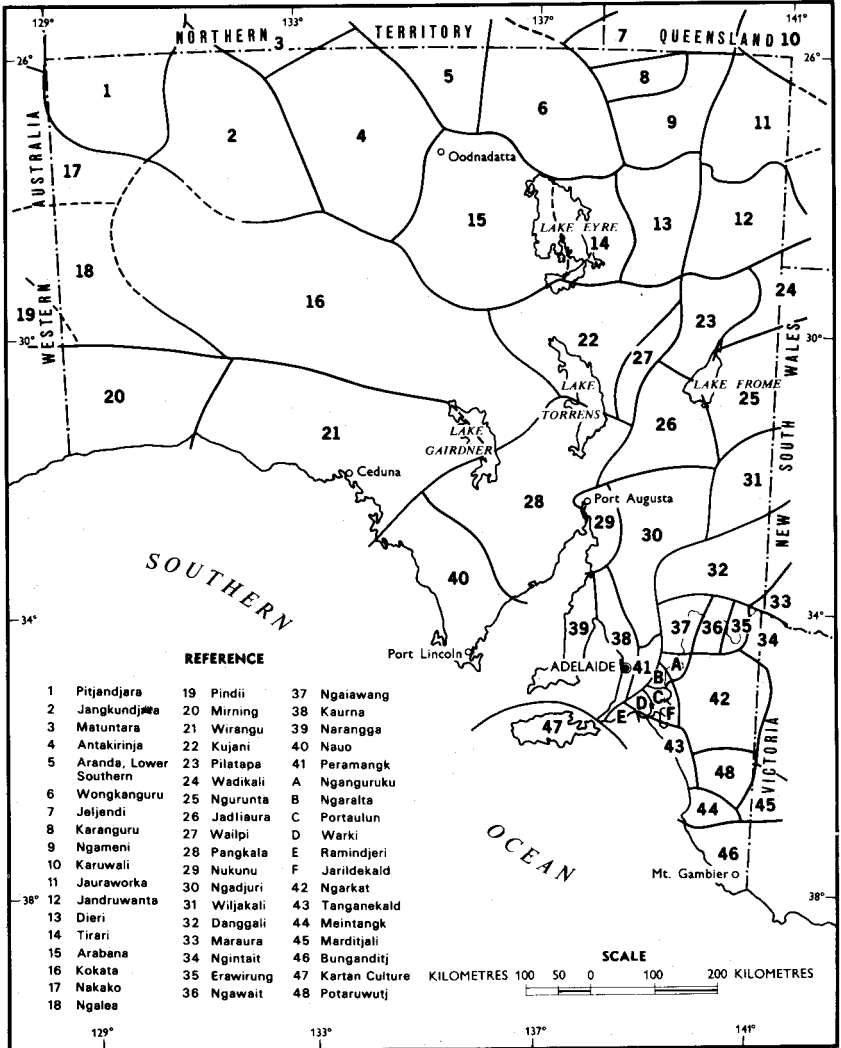 129° 133° 137° 141°
NORTHERN 3 TERRITORY 7 QUEENSLAND 10
26° 26°
1 2 4 5 6 8 9 11
WESTERN AUSTRALIA
17
Oodnadatta
15
LAKE EYRE
14 13 12
18 16
19
24
22 23
30° 30°
27
20
LAKE TORRENS
LAKE FROME
25
NEW SOUTH WALES
21
LAKE GAIRDNER
26
Ceduna
31
28
Port Augusta
29 30
SOUTHERN
40
32
33
34° 34°
39 38 37 36 35 34
Port Lincoln
ADELAIDE
41 A
B
C
D
E
F
42
47
43
48
VICTORIA
44 45
OCEAN
46
Mt. Gambier
38° 38°
REFERENCE
1 Pitjandjara
2
3 Matuntara
4 Antakirinja
5 Aranda, Lower
Southern
6 Wongkanguru
7 Jeljendi
8 Karanguru
9 Ngameni
10 Karuwali
11 Jauraworka
12 Jandruwanta
13 Dieri
14 Tirari
15 Arabana
16 Kokata
17 Nakako
18 Ngalea
19 Pindii
20 Mirning
21 Wirangu
22 Kujani
23 Pilatapa
24 Wadikali
25 Ngurunta
26 Jadliaura
27 Wailpi
28 Pangkala
29 Nukunu
30 Ngadjuri
31 Wiljakali
32 Danggali
33 Maraura
34 Ngintait
35 Erawirung
36 Ngawait
37 Ngaiawang
38 Kaurna
39 Narangga
40 Nauo
41 Peramangk
A Nganguruku
B Ngaralta
C Portaulun
D Warki
E Ramindjeri
F Jarildekald
42 Ngarkat
43 Tanganekald
44 Meintangk
45 Marditjali
46 Bunganditj
47 Kartan Culture
48 Potaruwutj
SCALE
KILOMETRES 100 50 0 100 200 KILOMETRES
129° 133° 137° 141°